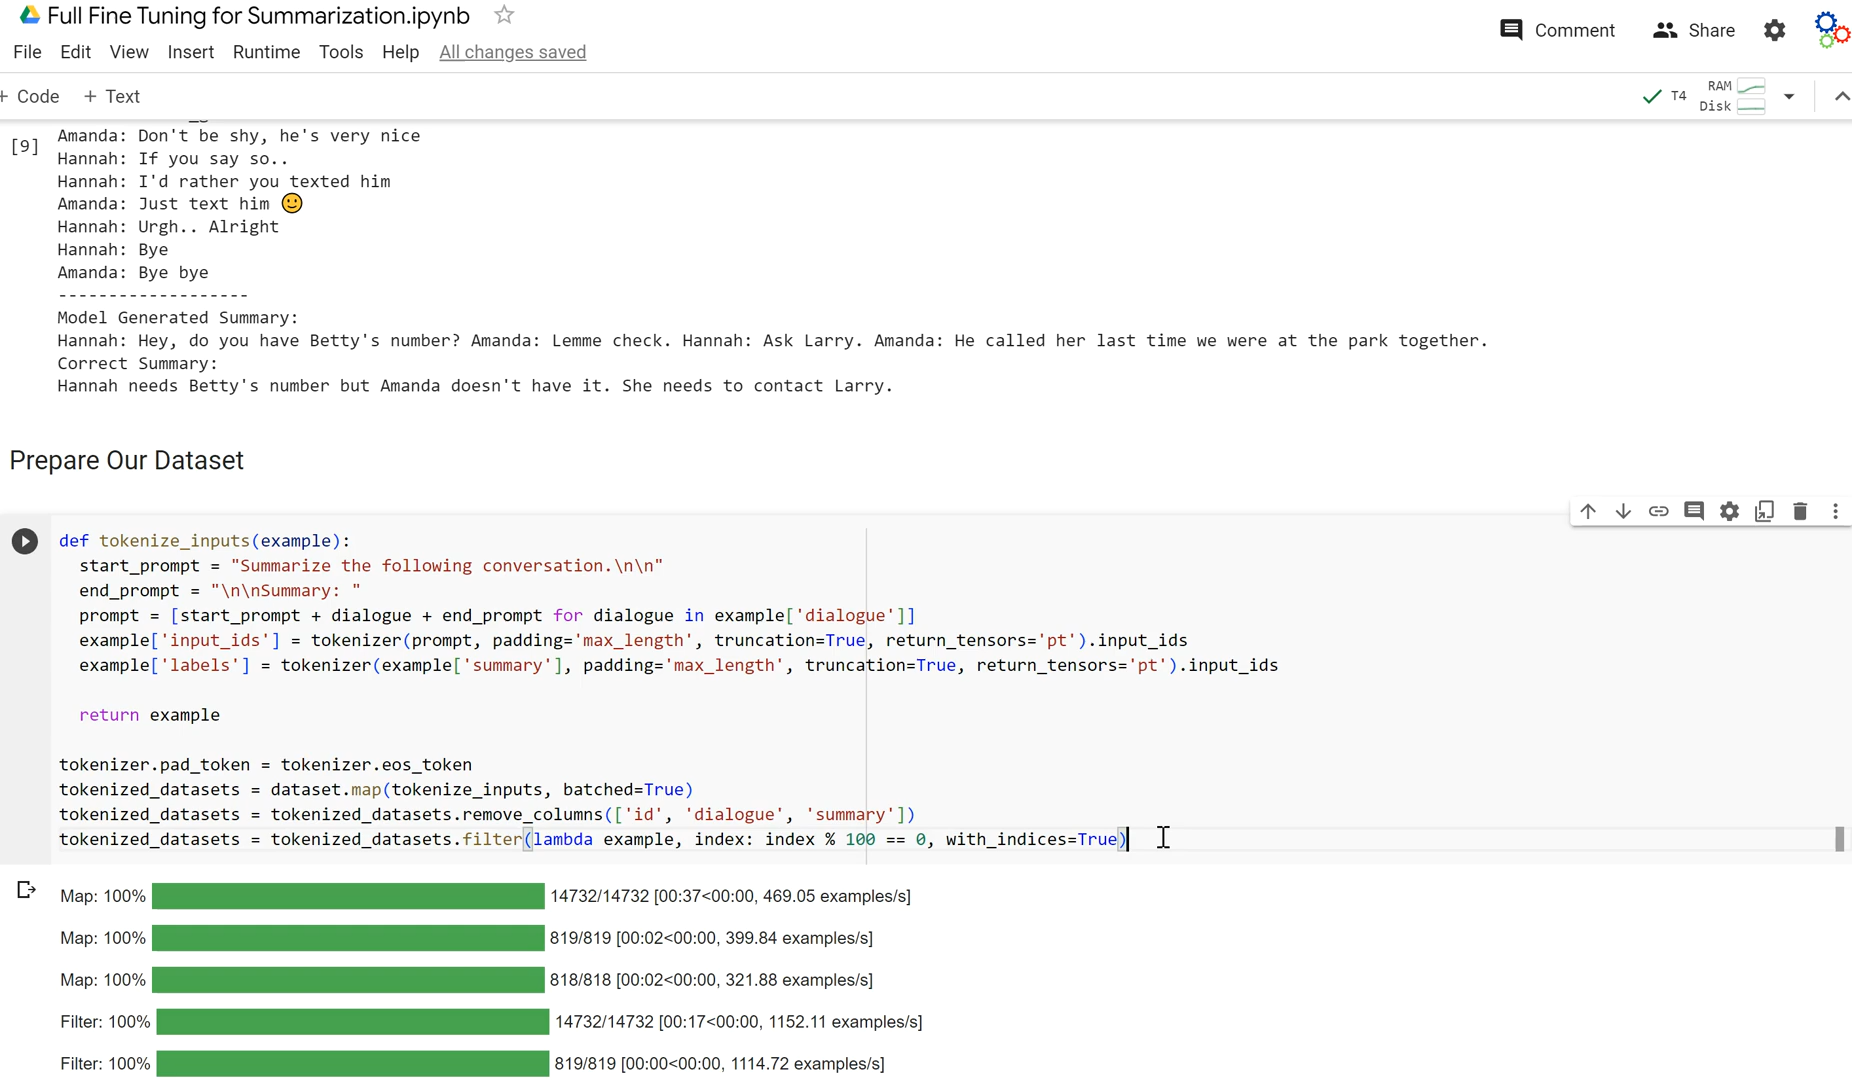 Full Fine Tuning for Summarization.ipynb
Comment
Share
File Edit View Insert Runtime Tools Help All changes saved
+ Code + Text
T4
RAM
Disk
[9]
Amanda: Don't be shy, he's very nice
Hannah: If you say so..
Hannah: I'd rather you texted him
Amanda: Just text him 🙂
Hannah: Urgh.. Alright
Hannah: Bye
Amanda: Bye bye
-------------------
Model Generated Summary:
Hannah: Hey, do you have Betty's number? Amanda: Lemme check. Hannah: Ask Larry. Amanda: He called her last time we were at the park together.
Correct Summary:
Hannah needs Betty's number but Amanda doesn't have it. She needs to contact Larry.
Prepare Our Dataset
def tokenize_inputs(example):
  start_prompt = "Summarize the following conversation.\n\n"
  end_prompt = "\n\nSummary: "
  prompt = [start_prompt + dialogue + end_prompt for dialogue in example['dialogue']]
  example['input_ids'] = tokenizer(prompt, padding='max_length', truncation=True, return_tensors='pt').input_ids
  example['labels'] = tokenizer(example['summary'], padding='max_length', truncation=True, return_tensors='pt').input_ids
  return example
tokenizer.pad_token = tokenizer.eos_token
tokenized_datasets = dataset.map(tokenize_inputs, batched=True)
tokenized_datasets = tokenized_datasets.remove_columns(['id', 'dialogue', 'summary'])
tokenized_datasets = tokenized_datasets.filter(lambda example, index: index % 100 == 0, with_indices=True)
Map: 100% 14732/14732 [00:37<00:00, 469.05 examples/s]
Map: 100% 819/819 [00:02<00:00, 399.84 examples/s]
Map: 100% 818/818 [00:02<00:00, 321.88 examples/s]
Filter: 100% 14732/14732 [00:17<00:00, 1152.11 examples/s]
Filter: 100% 819/819 [00:00<00:00, 1114.72 examples/s]